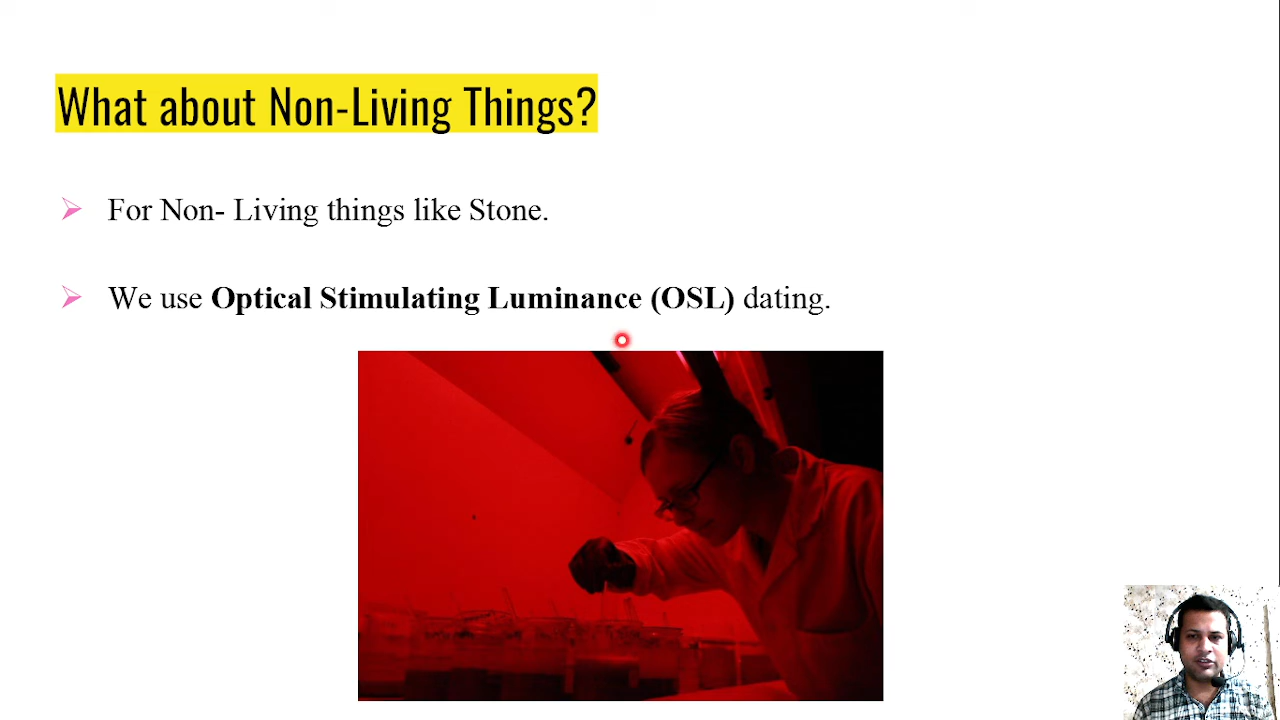 What about Non-Living Things?
For Non- Living things like Stone.
We use Optical Stimulating Luminance (OSL) dating.